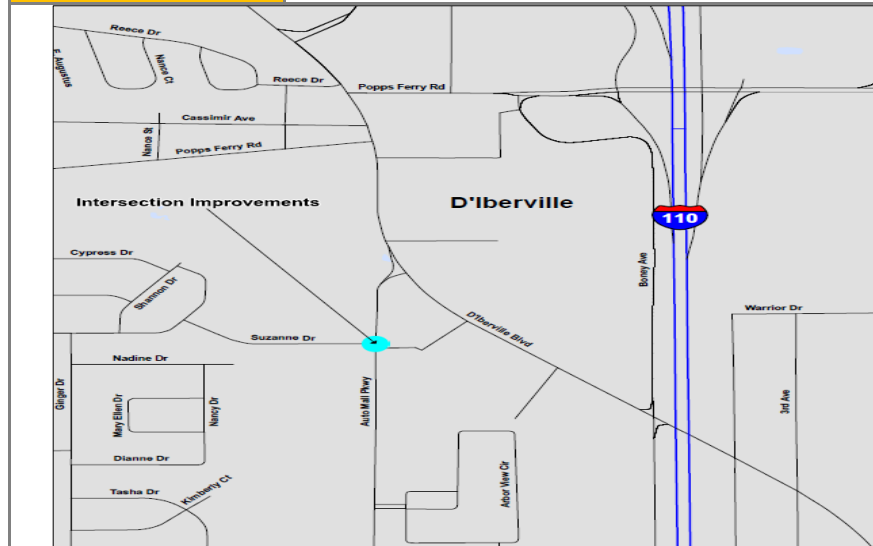 Reece Dr
F. Augustus
Nance Ct
Reece Dr
Popps Ferry Rd
Cassimir Ave
Nance St
Popps Ferry Rd
Intersection Improvements
D'Iberville
110
Cypress Dr
Shannon Dr
Boney Ave
Suzanne Dr
D'Iberville Blvd
Warrior Dr
Nadine Dr
Ginger Dr
Mary Ellen Dr
Nancy Dr
Auto Mall Pkwy
3rd Ave
Dianne Dr
Tasha Dr
Kimberly Ct
Arbor View Cir